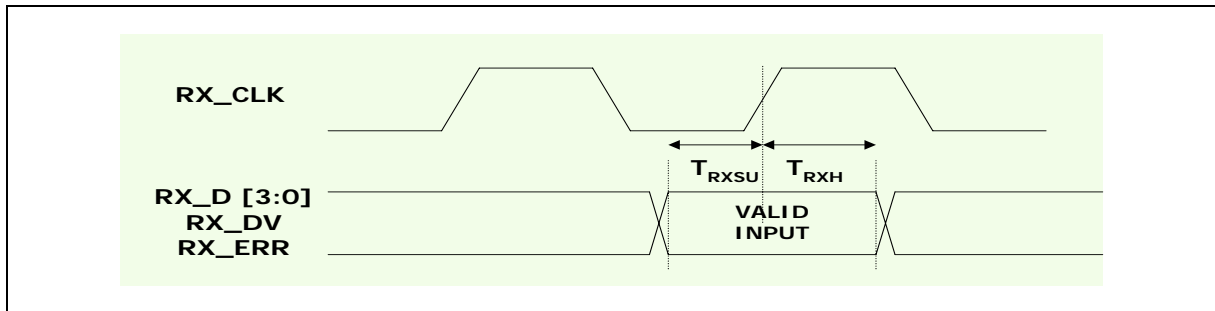 RX_CLK
T_RXSU T_RXH
RX_D [3:0]
RX_DV
RX_ERR
VALID
INPUT